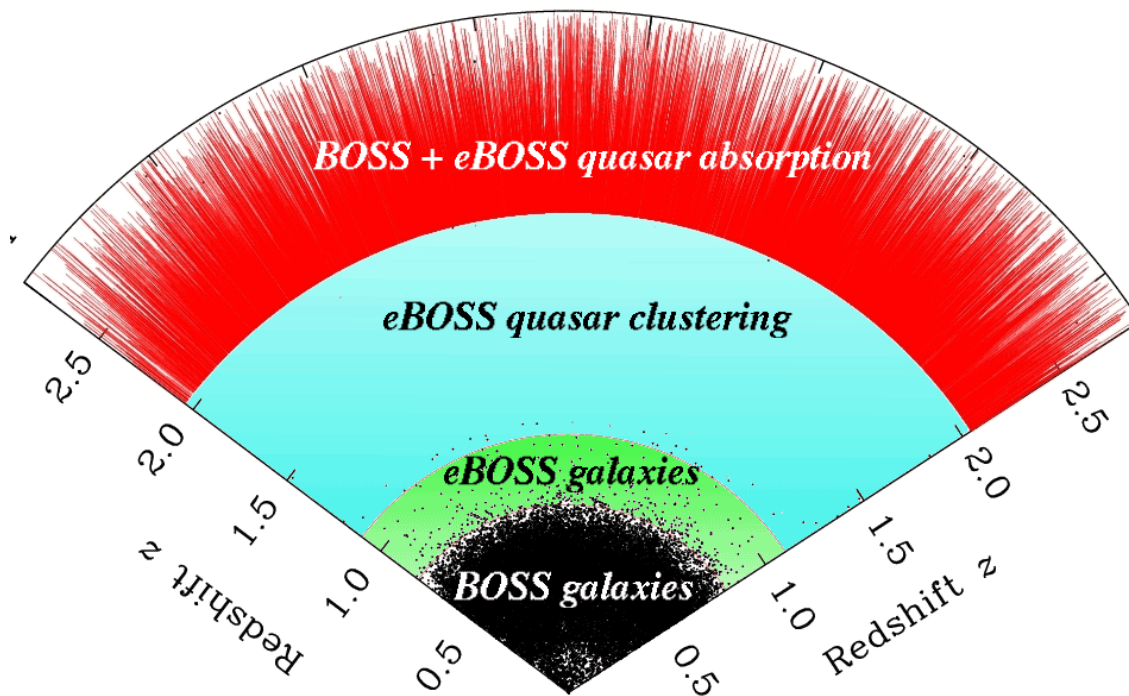 BOSS + eBOSS quasar absorption
eBOSS quasar clustering
eBOSS galaxies
BOSS galaxies
2.5
2.0
1.5
1.0
0.5
Redshift z
0.5
1.0
1.5
2.0
2.5
Redshift z